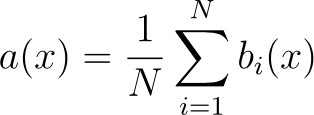 a(x) = \frac{1}{N} \sum_{i=1}^{N} b_i(x)